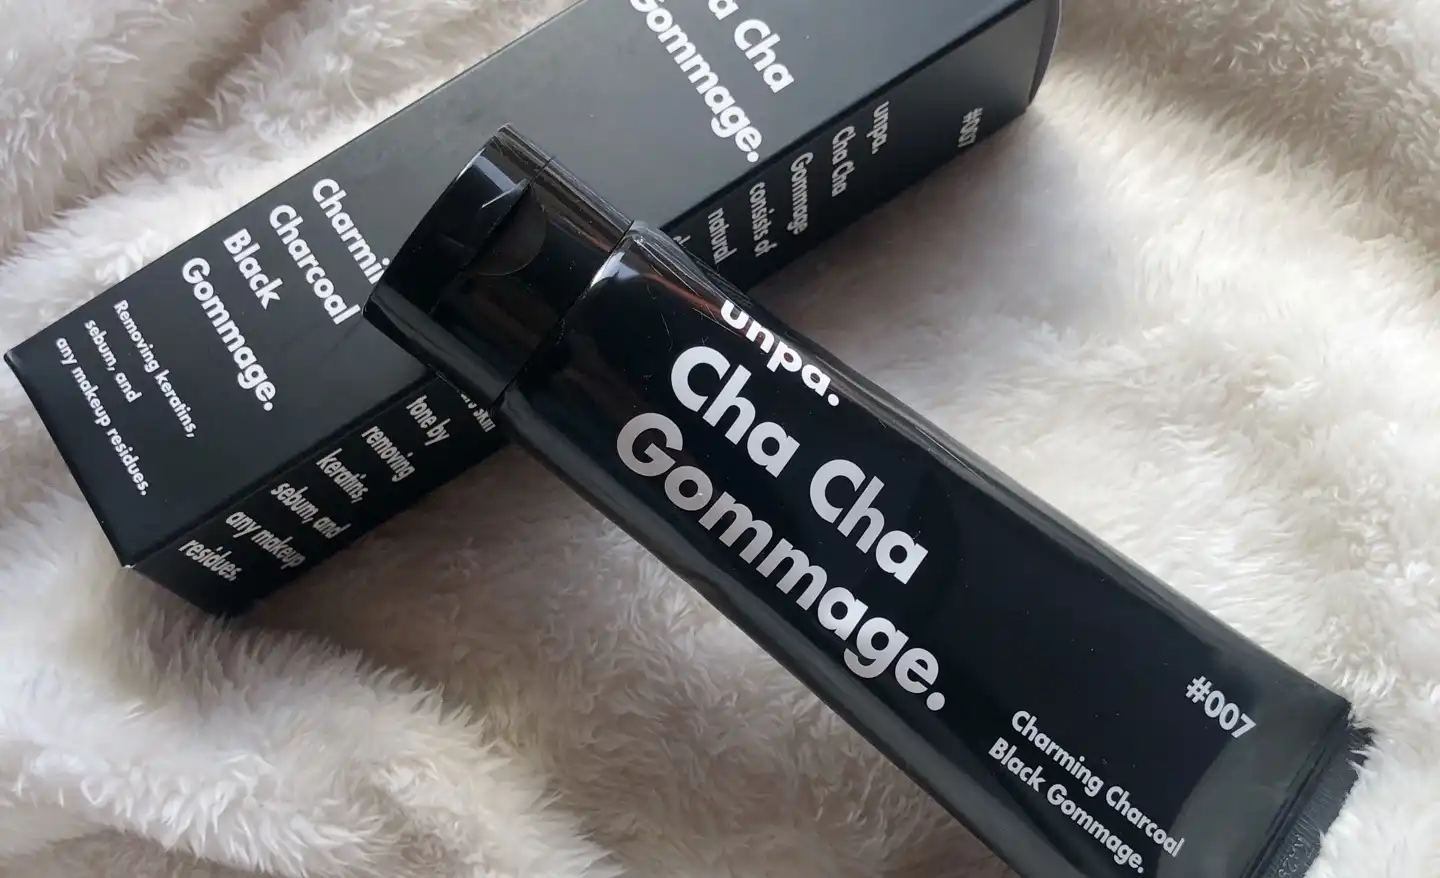 a Cha
Gommage.
#007
unpa.
Cha Cha
Gommage
consists of
natural
Charming
Charcoal
Black
Gommage.
Removing keratins,
sebum, and
any makeup residues.
skin
tone by
removing
keratins,
sebum, and
any makeup
residues.
unpa.
Cha Cha
Gommage.
#007
Charming Charcoal
Black Gommage.